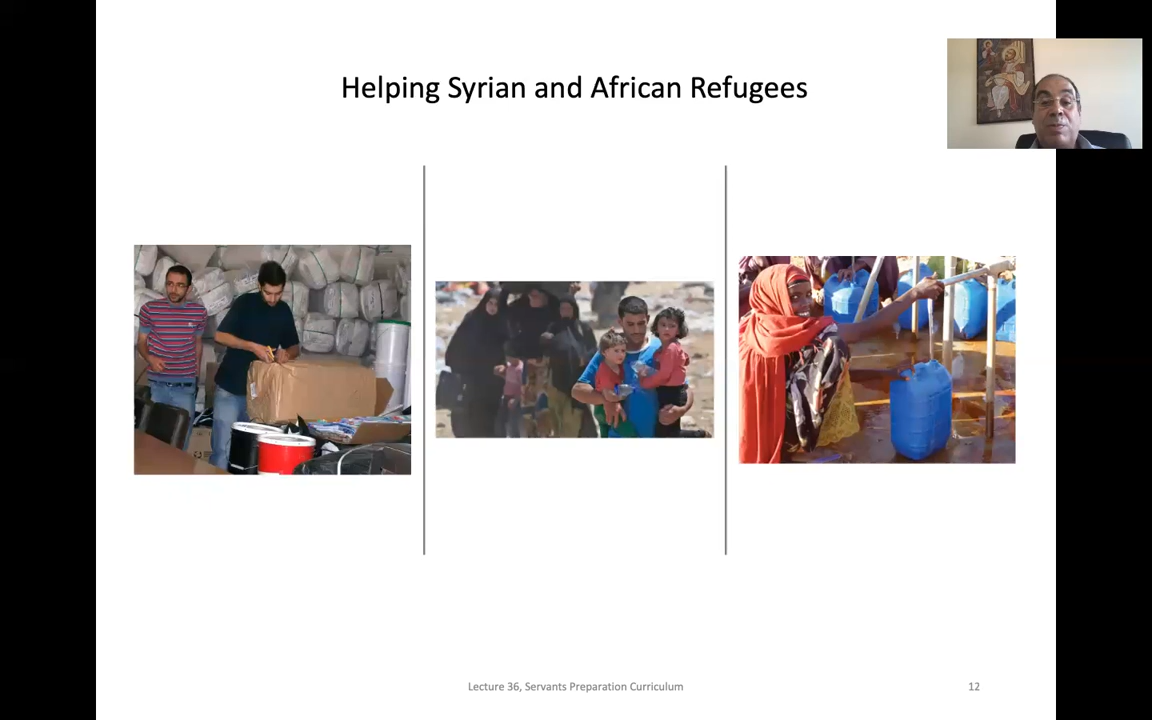 Helping Syrian and African Refugees
Lecture 36, Servants Preparation Curriculum
12